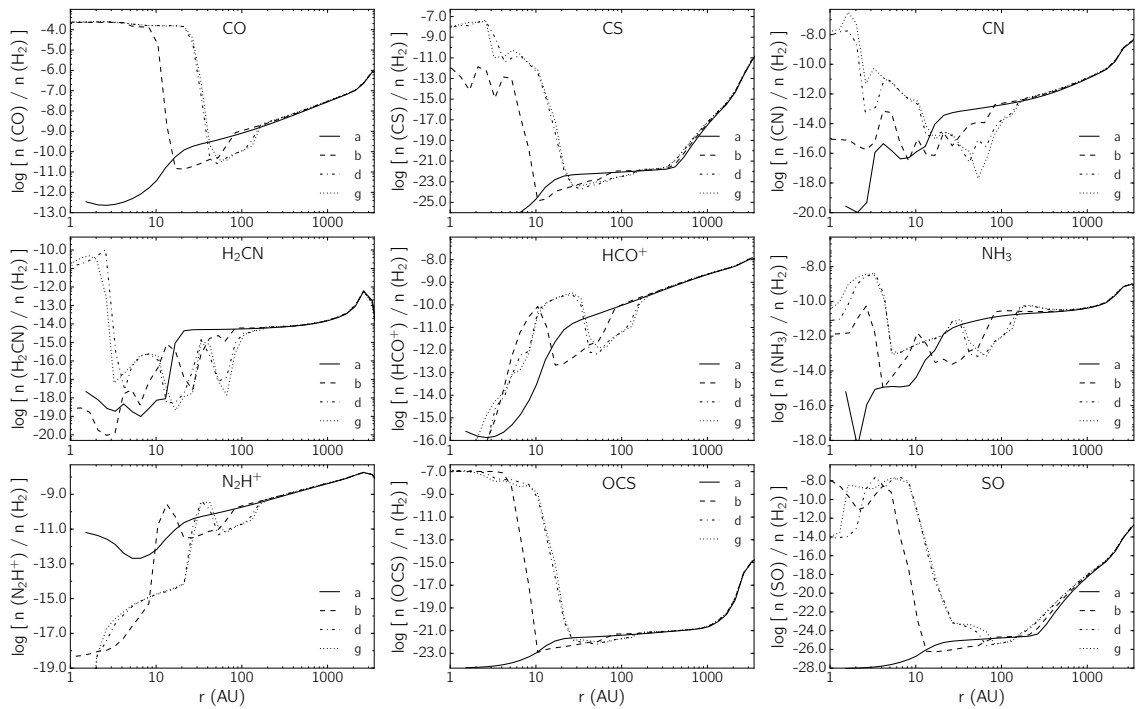 CO
log [ n (CO) / n (H₂) ]
-4.0
-5.0
-6.0
-7.0
-8.0
-9.0
-10.0
-11.0
-12.0
-13.0
1 10 100 1000
a
b
d
g
CS
log [ n (CS) / n (H₂) ]
-7.0
-9.0
-11.0
-13.0
-15.0
-17.0
-19.0
-21.0
-23.0
-25.0
1 10 100 1000
a
b
d
g
CN
log [ n (CN) / n (H₂) ]
-8.0
-10.0
-12.0
-14.0
-16.0
-18.0
-20.0
1 10 100 1000
a
b
d
g
H₂CN
log [ n (H₂CN) / n (H₂) ]
-10.0
-11.0
-12.0
-13.0
-14.0
-15.0
-16.0
-17.0
-18.0
-19.0
-20.0
1 10 100 1000
a
b
d
g
HCO⁺
log [ n (HCO⁺) / n (H₂) ]
-8.0
-9.0
-10.0
-11.0
-12.0
-13.0
-14.0
-15.0
-16.0
1 10 100 1000
a
b
d
g
NH₃
log [ n (NH₃) / n (H₂) ]
-8.0
-10.0
-12.0
-14.0
-16.0
-18.0
1 10 100 1000
a
b
d
g
N₂H⁺
log [ n (N₂H⁺) / n (H₂) ]
-9.0
-11.0
-13.0
-15.0
-17.0
-19.0
1 10 100 1000
r (AU)
a
b
d
g
OCS
log [ n (OCS) / n (H₂) ]
-7.0
-9.0
-11.0
-13.0
-15.0
-17.0
-19.0
-21.0
-23.0
1 10 100 1000
r (AU)
a
b
d
g
SO
log [ n (SO) / n (H₂) ]
-8.0
-10.0
-12.0
-14.0
-16.0
-18.0
-20.0
-22.0
-24.0
-26.0
-28.0
1 10 100 1000
r (AU)
a
b
d
g